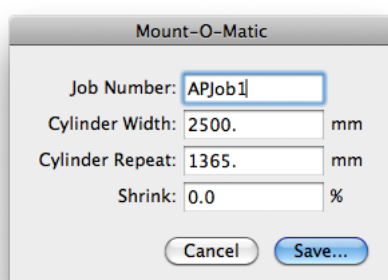 Mount-O-Matic
Job Number: APJob1
Cylinder Width: 2500. mm
Cylinder Repeat: 1365. mm
Shrink: 0.0 %
Cancel Save...